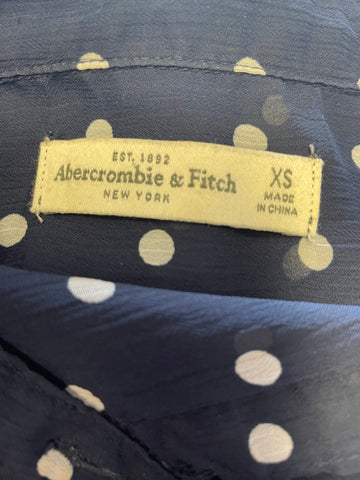 EST. 1892
Abercrombie & Fitch
NEW YORK
XS
MADE
IN CHINA